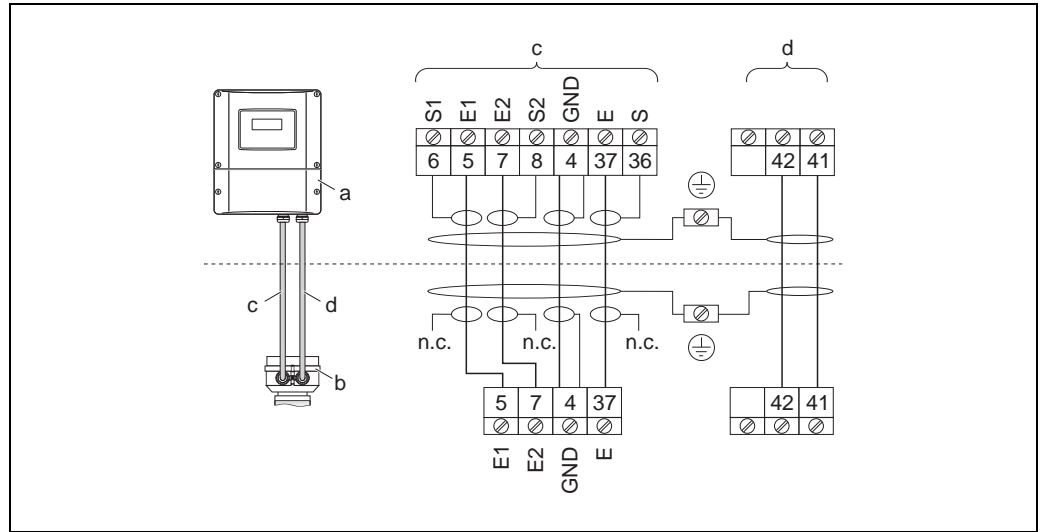 c d
S1 E1 E2 S2 GND E S
6 5 7 8 4 37 36 42 41
a
c d
n.c. n.c. n.c.
b
5 7 4 37 42 41
E1 E2 GND E